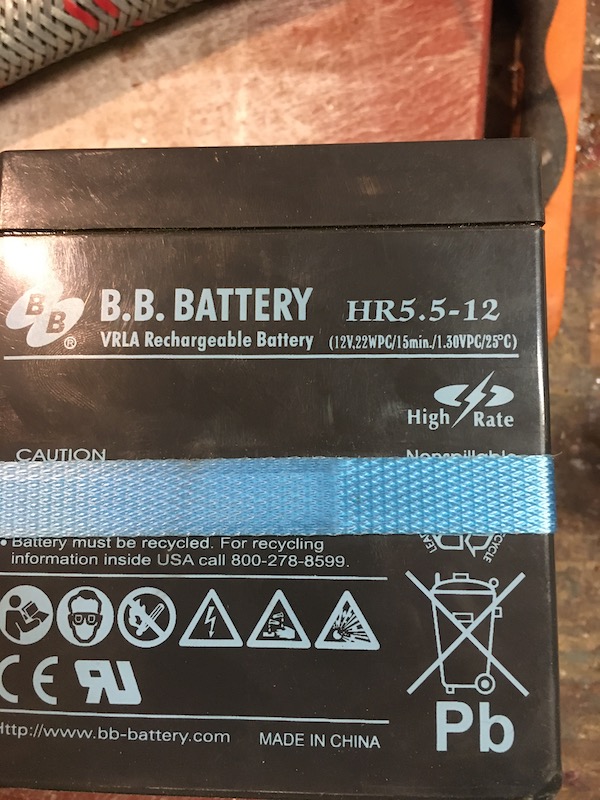 BB
®
B.B. BATTERY
HR5.5-12
VRLA Rechargeable Battery
(12V,22WPC/15min./1.30VPC/25°C)
High Rate
CAUTION
Nonspillable
• Battery must be recycled. For recycling
information inside USA call 800-278-8599.
CE
Pb
http://www.bb-battery.com
MADE IN CHINA